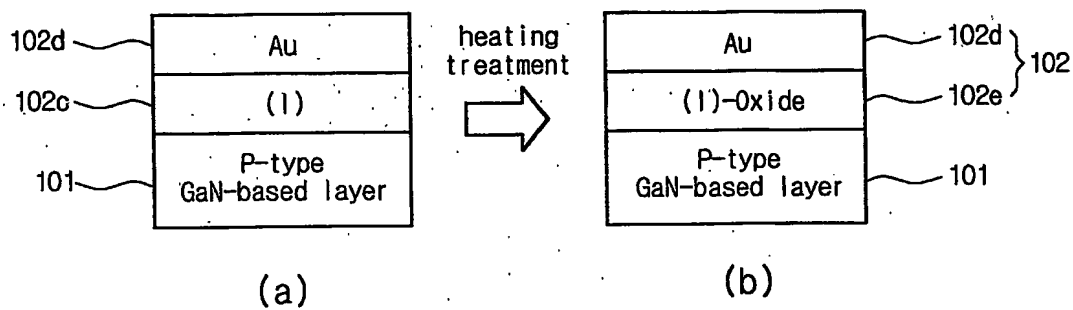 102d
Au
102c
(I)
101
P-type
GaN-based layer
(a)
heating
treatment
Au
102d
102
(I)-Oxide
102e
P-type
GaN-based layer
101
(b)